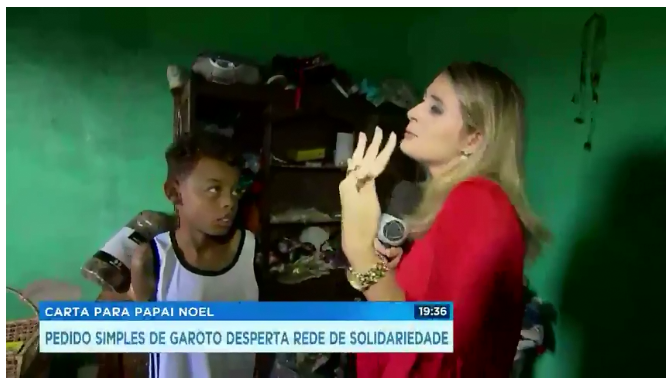 CARTA PARA PAPAI NOEL
19:36
PEDIDO SIMPLES DE GAROTO DESPERTA REDE DE SOLIDARIEDADE